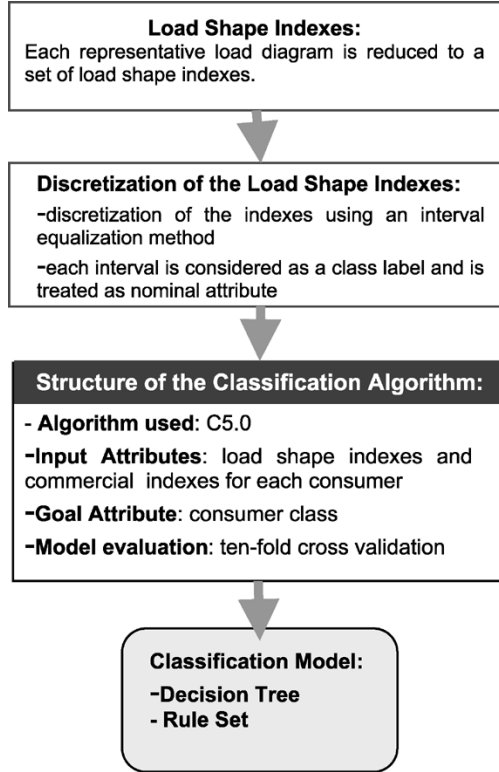 Load Shape Indexes:
Each representative load diagram is reduced to a
set of load shape indexes.
Discretization of the Load Shape Indexes:
-discretization of the indexes using an interval
equalization method
-each interval is considered as a class label and is
treated as nominal attribute
Structure of the Classification Algorithm:
- Algorithm used: C5.0
-Input Attributes: load shape indexes and
commercial indexes for each consumer
-Goal Attribute: consumer class
-Model evaluation: ten-fold cross validation
Classification Model:
-Decision Tree
- Rule Set